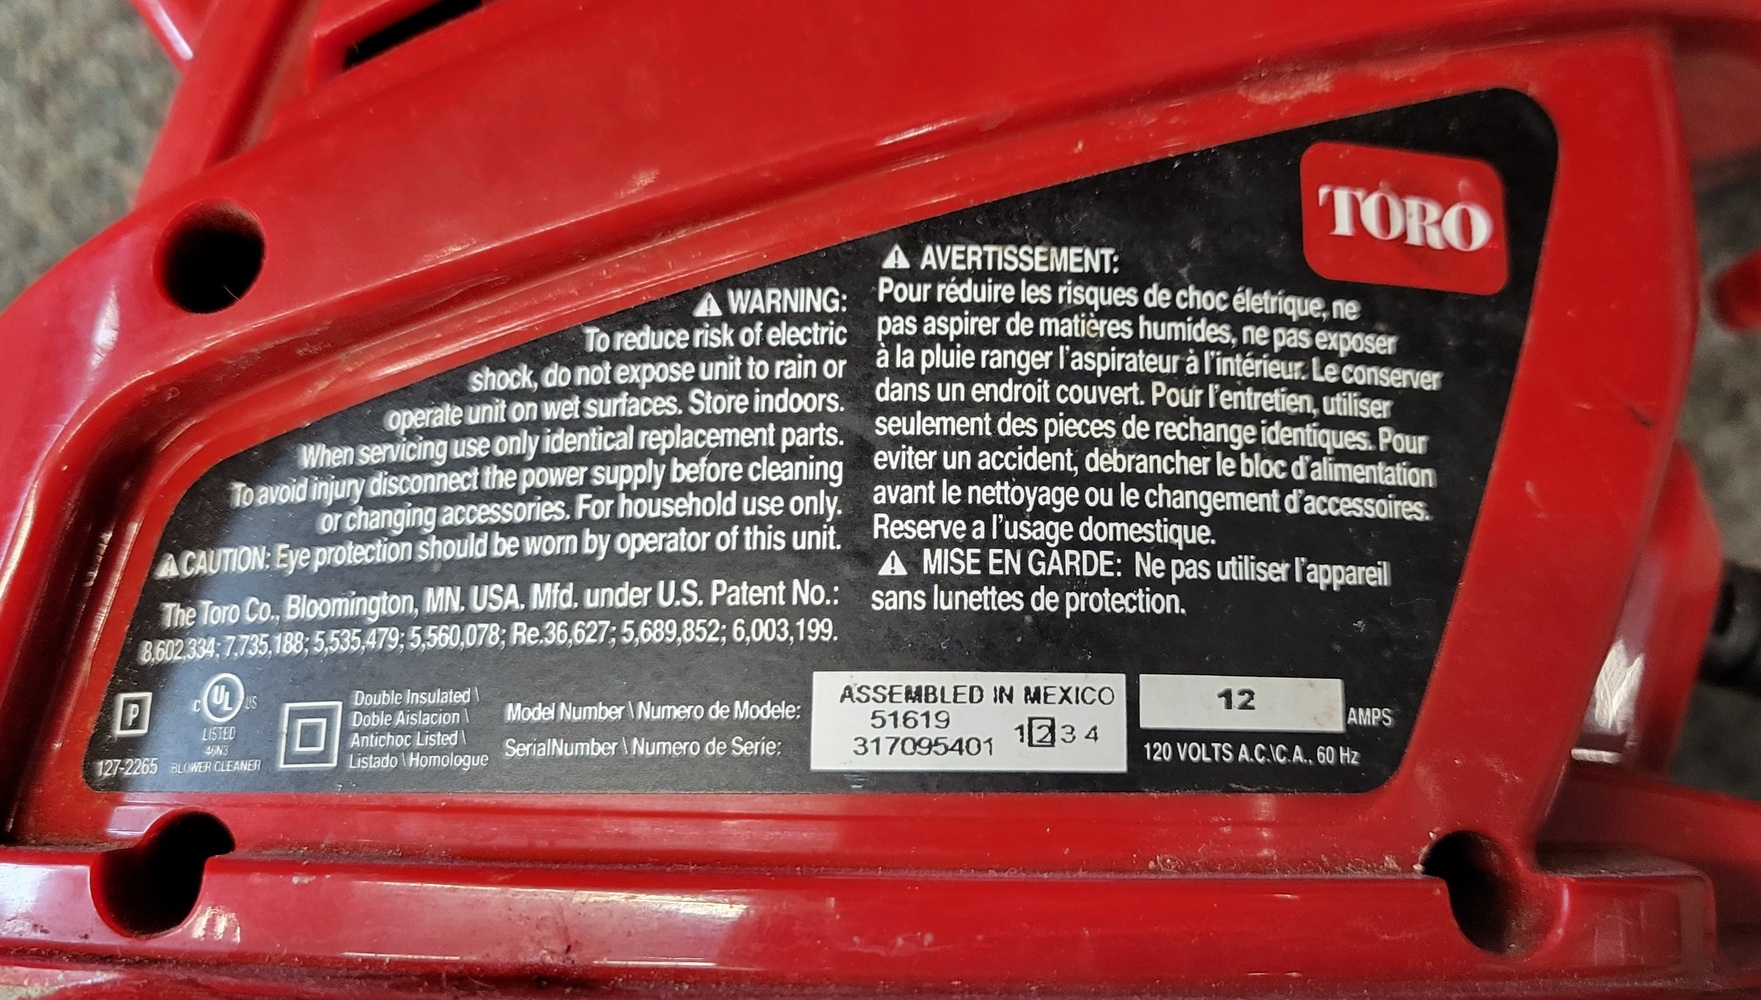 TORO
⚠ WARNING:
To reduce risk of electric
shock, do not expose unit to rain or
operate unit on wet surfaces. Store indoors.
When servicing use only identical replacement parts.
To avoid injury disconnect the power supply before cleaning
or changing accessories. For household use only.
⚠ CAUTION: Eye protection should be worn by operator of this unit.
The Toro Co., Bloomington, MN. USA. Mfd. under U.S. Patent No.:
8,602,334; 7,735,188; 5,535,479; 5,560,078; Re.36,627; 5,689,852; 6,003,199.
⚠ AVERTISSEMENT:
Pour réduire les risques de choc életrique, ne
pas aspirer de matières humides, ne pas exposer
à la pluie ranger l'aspirateur à l'intérieur. Le conserver
dans un endroit couvert. Pour l'entretien, utiliser
seulement des pieces de rechange identiques. Pour
eviter un accident, debrancher le bloc d'alimentation
avant le nettoyage ou le changement d'accessoires.
Reserve a l'usage domestique.
⚠ MISE EN GARDE: Ne pas utiliser l'appareil
sans lunettes de protection.
P
127-2265
C UL US
LISTED
46N3
BLOWER CLEANER
Double Insulated \
Doble Aislacion \
Antichoc Listed \
Listado \ Homologue
Model Number \ Numero de Modele:
SerialNumber \ Numero de Serie:
ASSEMBLED IN MEXICO
51619
317095401 1 2 3 4
12
AMPS
120 VOLTS A.C.\C.A., 60 Hz